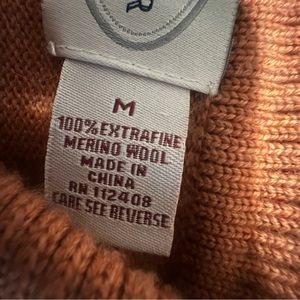 R
M
100% EXTRAFINE
MERINO WOOL
MADE IN
CHINA
RN 112408
CARE SEE REVERSE